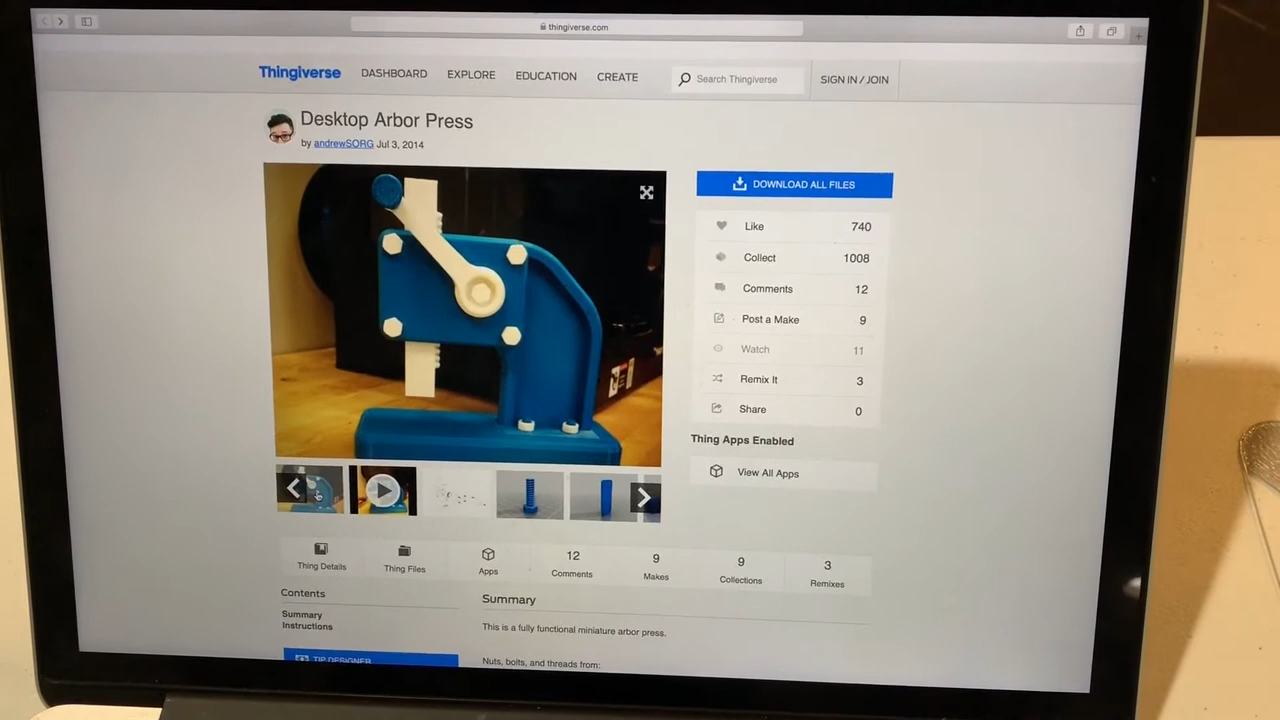 thingiverse.com
Thingiverse DASHBOARD EXPLORE EDUCATION CREATE Search Thingiverse SIGN IN / JOIN
Desktop Arbor Press
by andrewSORG Jul 3, 2014
DOWNLOAD ALL FILES
Like 740
Collect 1008
Comments 12
Post a Make 9
Watch 11
Remix It 3
Share 0
Thing Apps Enabled
View All Apps
Thing Details
Thing Files
Apps
12
Comments
9
Makes
9
Collections
3
Remixes
Contents
Summary
Instructions
TIP DESIGNER
Summary
This is a fully functional miniature arbor press.
Nuts, bolts, and threads from: